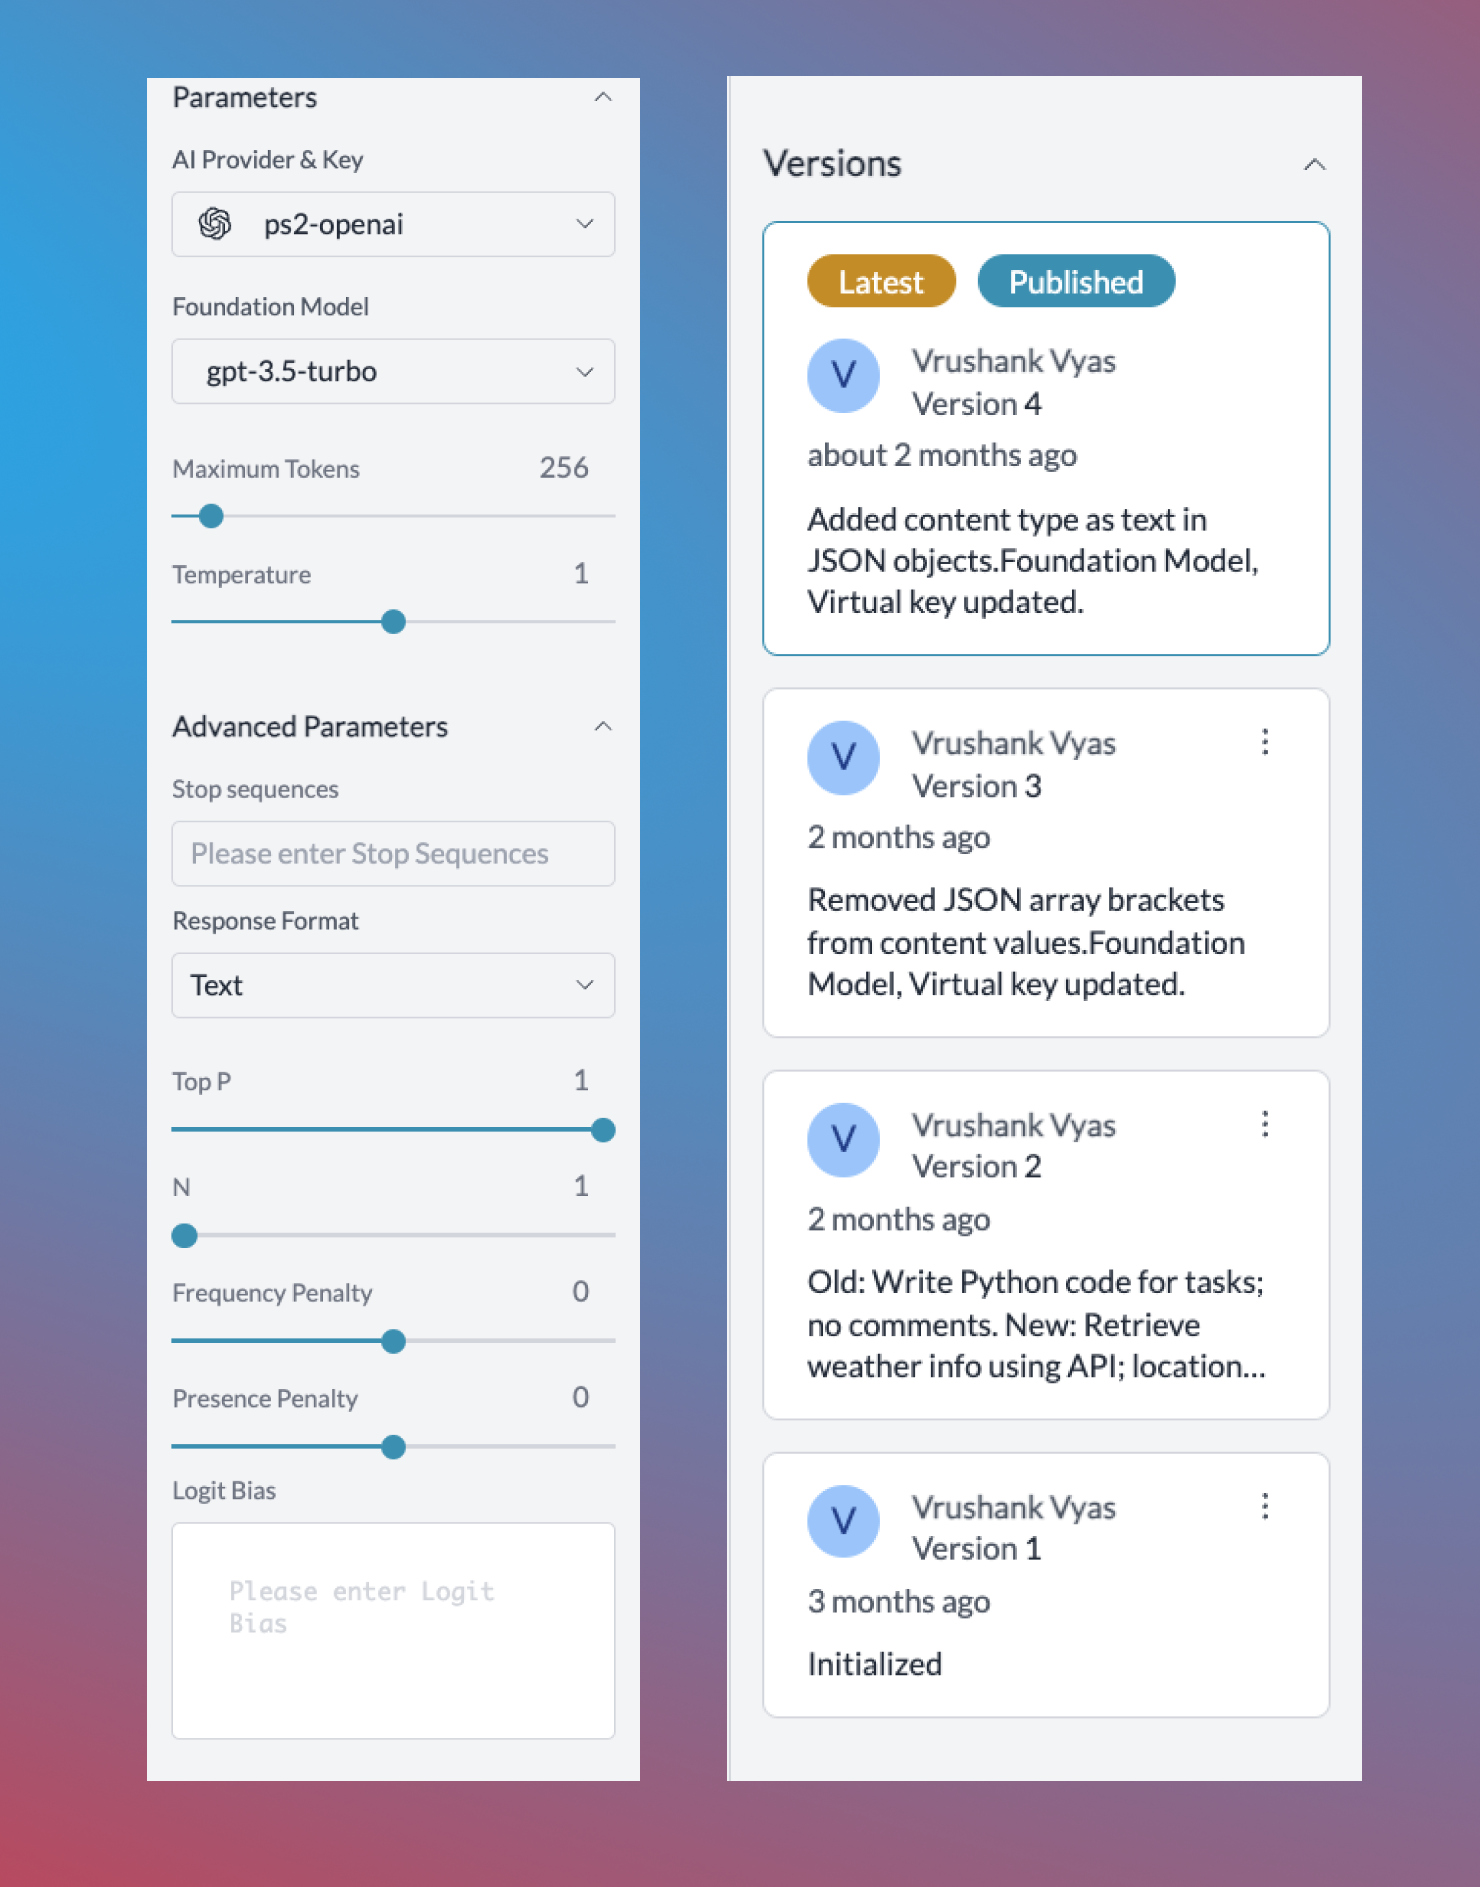 Parameters
AI Provider & Key
ps2-openai
Foundation Model
gpt-3.5-turbo
Maximum Tokens 256
Temperature 1
Advanced Parameters
Stop sequences
Please enter Stop Sequences
Response Format
Text
Top P 1
N 1
Frequency Penalty 0
Presence Penalty 0
Logit Bias
Please enter Logit
Bias
Versions
Latest Published
V
Vrushank Vyas
Version 4
about 2 months ago
Added content type as text in
JSON objects.Foundation Model,
Virtual key updated.
V
Vrushank Vyas
Version 3
2 months ago
Removed JSON array brackets
from content values.Foundation
Model, Virtual key updated.
V
Vrushank Vyas
Version 2
2 months ago
Old: Write Python code for tasks;
no comments. New: Retrieve
weather info using API; location...
V
Vrushank Vyas
Version 1
3 months ago
Initialized